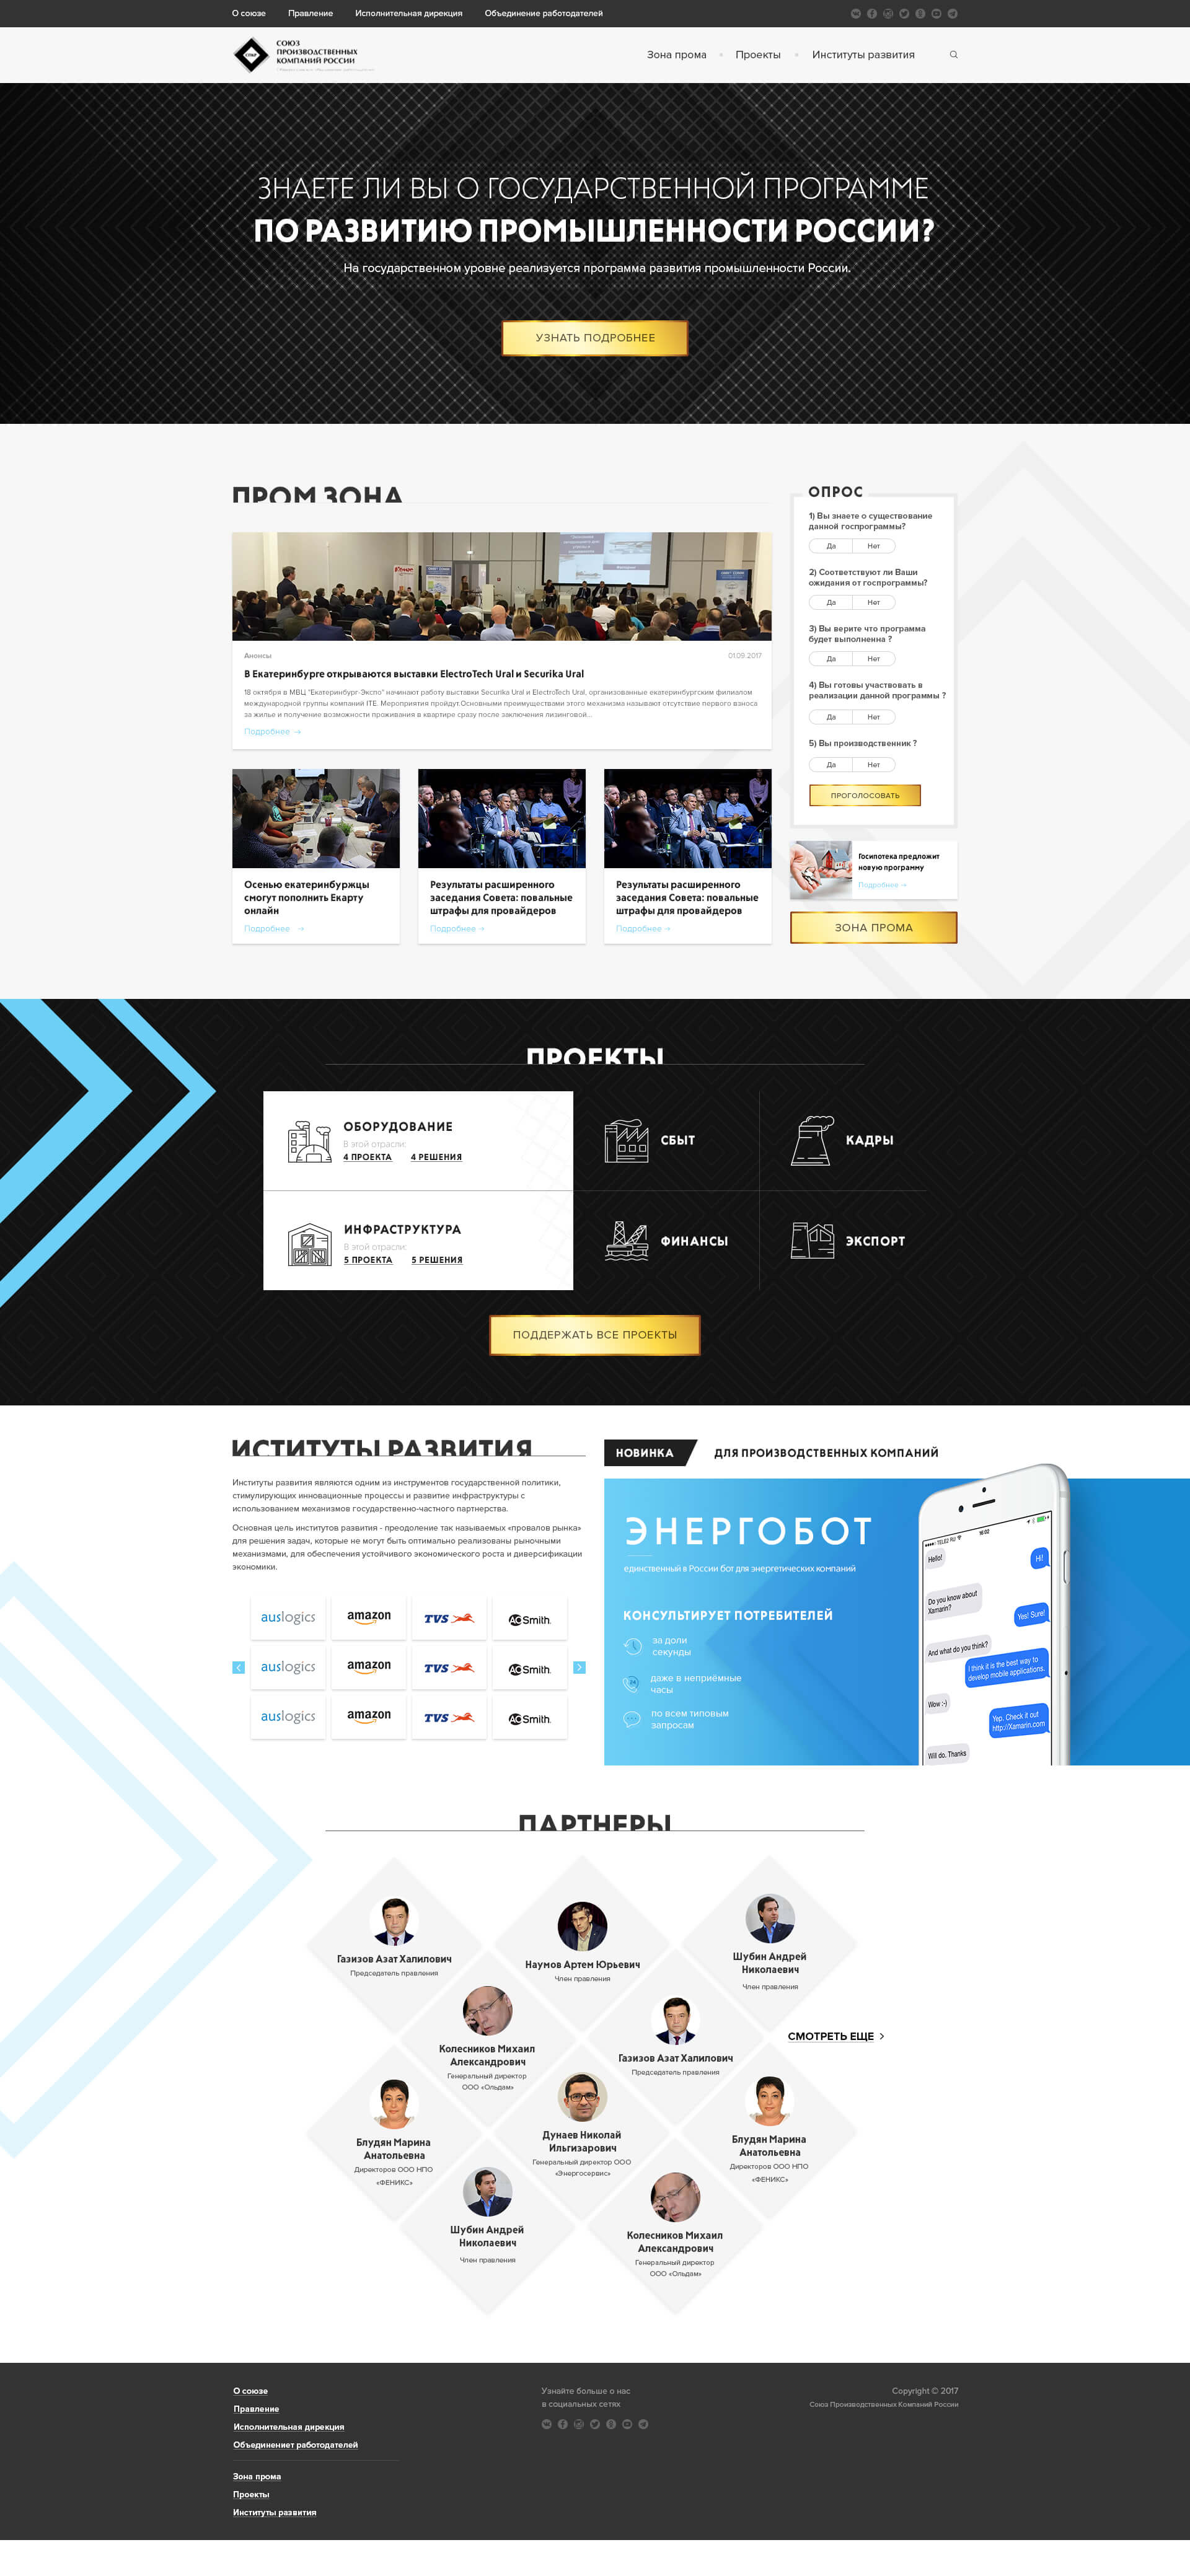 О союзе
Правление
Исполнительная дирекция
Объединение работодателей
СОЮЗ
ПРОИЗВОДСТВЕННЫХ
КОМПАНИЙ РОССИИ
Зона прома
Проекты
Институты развития
ЗНАЕТЕ ЛИ ВЫ О ГОСУДАРСТВЕННОЙ ПРОГРАММЕ
ПО РАЗВИТИЮ ПРОМЫШЛЕННОСТИ РОССИИ?
На государственном уровне реализуется программа развития промышленности России.
УЗНАТЬ ПОДРОБНЕЕ
ПРОМ ЗОНА
Анонсы
01.09.2017
В Екатеринбурге открываются выставки ElectroTech Ural и Securika Ural
18 октября в МВЦ "Екатеринбург-Экспо" начинают работу выставки Securika Ural и ElectroTech Ural, организованные екатеринбургским филиалом
международной группы компаний ITE. Мероприятия пройдут.Основными преимуществами этого механизма называют отсутствие первого взноса
за жилье и получение возможности проживания в квартире сразу после заключения лизинговой...
Подробнее →
Осенью екатеринбуржцы
смогут пополнить Екарту
онлайн
Подробнее →
Результаты расширенного
заседания Совета: повальные
штрафы для провайдеров
Подробнее →
Результаты расширенного
заседания Совета: повальные
штрафы для провайдеров
Подробнее →
ОПРОС
1) Вы знаете о существование
данной госпрограммы?
Да Нет
2) Соответствуют ли Ваши
ожидания от госпрограммы?
Да Нет
3) Вы верите что программа
будет выполненна ?
Да Нет
4) Вы готовы участвовать в
реализации данной программы ?
Да Нет
5) Вы производственник ?
Да Нет
ПРОГОЛОСОВАТЬ
Госипотека предложит
новую программу
Подробнее →
ЗОНА ПРОМА
ПРОЕКТЫ
ОБОРУДОВАНИЕ
В этой отрасли:
4 ПРОЕКТА 4 РЕШЕНИЯ
СБЫТ
КАДРЫ
ИНФРАСТРУКТУРА
В этой отрасли:
5 ПРОЕКТА 5 РЕШЕНИЯ
ФИНАНСЫ
ЭКСПОРТ
ПОДДЕРЖАТЬ ВСЕ ПРОЕКТЫ
ИСТИТУТЫ РАЗВИТИЯ
Институты развития являются одним из инструментов государственной политики,
стимулирующих инновационные процессы и развитие инфраструктуры с
использованием механизмов государственно-частного партнерства.
Основная цель институтов развития - преодоление так называемых «провалов рынка»
для решения задач, которые не могут быть оптимально реализованы рыночными
механизмами, для обеспечения устойчивого экономического роста и диверсификации
экономики.
auslogics amazon TVS AO Smith.
auslogics amazon TVS AO Smith.
auslogics amazon TVS AO Smith.
НОВИНКА
ДЛЯ ПРОИЗВОДСТВЕННЫХ КОМПАНИЙ
ЭНЕРГОБОТ
единственный в России бот для энергетических компаний
КОНСУЛЬТИРУЕТ ПОТРЕБИТЕЛЕЙ
за доли
секунды
24
даже в неприёмные
часы
по всем типовым
запросам
TELE2 RU
16:02
Hello!
Hi!
Do you know about
Xamarin?
Yes! Sure!
And what do you think?
I think it is the best way to
develop mobile applications.
Wow :-)
Yep. Check it out
http://Xamarin.com
Will do. Thanks
ПАРТНЕРЫ
Газизов Азат Халилович
Председатель правления
Наумов Артем Юрьевич
Член правления
Шубин Андрей
Николаевич
Член правления
Колесников Михаил
Александрович
Генеральный директор
ООО «Ольдам»
Газизов Азат Халилович
Председатель правления
СМОТРЕТЬ ЕЩЕ
Блудян Марина
Анатольевна
Директоров ООО НПО
«ФЕНИКС»
Дунаев Николай
Ильгизарович
Генеральный директор ООО
«Энергосервис»
Блудян Марина
Анатольевна
Директоров ООО НПО
«ФЕНИКС»
Шубин Андрей
Николаевич
Член правления
Колесников Михаил
Александрович
Генеральный директор
ООО «Ольдам»
О союзе
Правление
Исполнительная дирекция
Объединениет работодателей
Зона прома
Проекты
Институты развития
Узнайте больше о нас
в социальных сетях
Copyright © 2017
Союз Производственных Компаний России